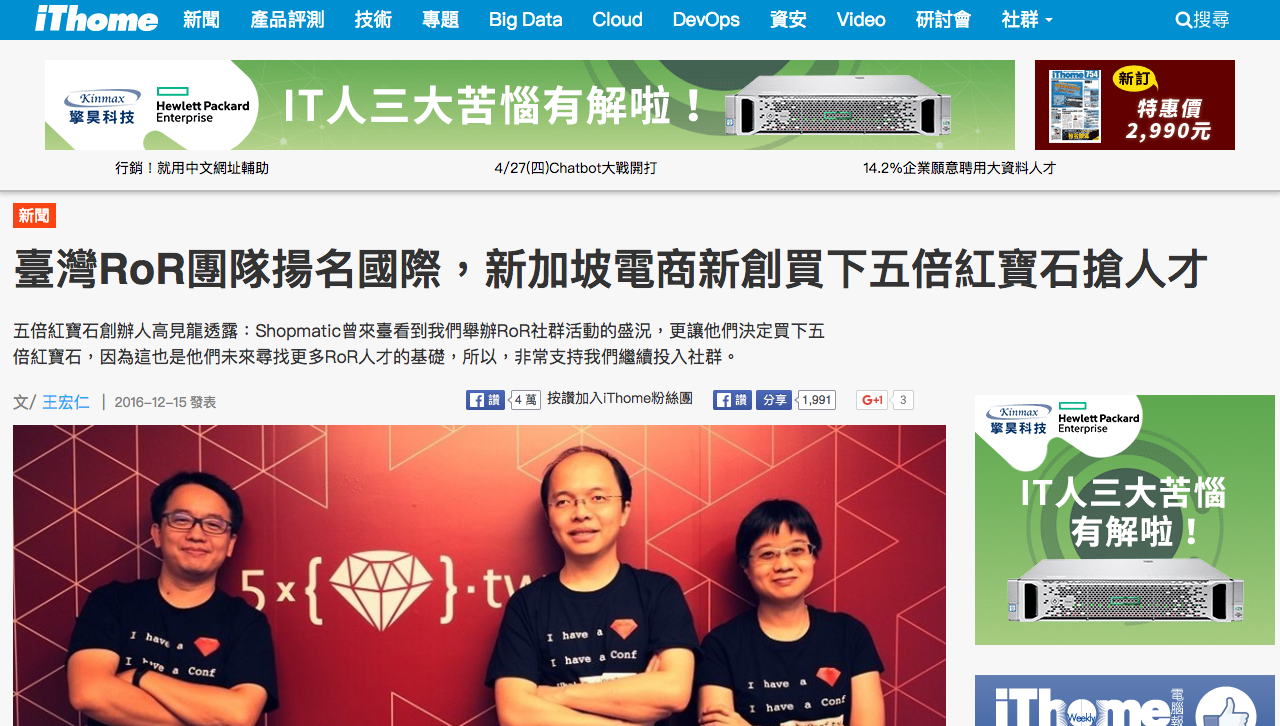 iThome 新聞 產品評測 技術 專題 Big Data Cloud DevOps 資安 Video 研討會 社群 搜尋
Kinmax
擎昊科技
Hewlett Packard
Enterprise
IT人三大苦惱有解啦！
iThome 754
新訂
特惠價
2,990元
行銷！就用中文網址輔助
4/27(四)Chatbot大戰開打
14.2%企業願意聘用大資料人才
新聞
臺灣RoR團隊揚名國際，新加坡電商新創買下五倍紅寶石搶人才
五倍紅寶石創辦人高見龍透露：Shopmatic曾來臺看到我們舉辦RoR社群活動的盛況，更讓他們決定買下五
倍紅寶石，因為這也是他們未來尋找更多RoR人才的基礎，所以，非常支持我們繼續投入社群。
文/ 王宏仁 | 2016-12-15 發表
讚 4 萬 按讚加入iThome粉絲團 讚 分享 1,991 G+1 3
5x{ }.tw
I have a
I have a Conf
I have a
I have a Conf
I have a
I have a Conf
Kinmax
擎昊科技
Hewlett Packard
Enterprise
IT人三大苦惱
有解啦！
iThome
Weekly
電腦報